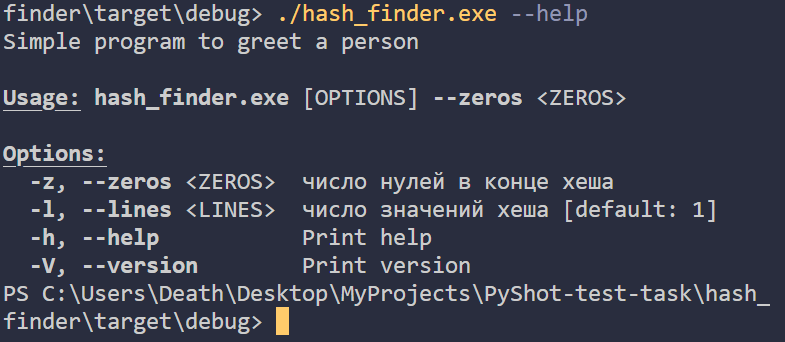 finder\target\debug> ./hash_finder.exe --help
Simple program to greet a person
Usage: hash_finder.exe [OPTIONS] --zeros <ZEROS>
Options:
-z, --zeros <ZEROS>  число нулей в конце хеша
-l, --lines <LINES>  число значений хеша [default: 1]
-h, --help           Print help
-V, --version        Print version
PS C:\Users\Death\Desktop\MyProjects\PyShot-test-task\hash_
finder\target\debug>